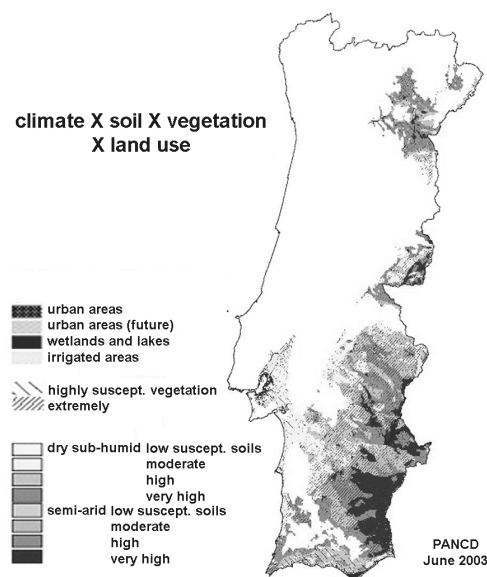 climate X soil X vegetation
X land use
urban areas
urban areas (future)
wetlands and lakes
irrigated areas
highly suscept. vegetation
extremely
dry sub-humid low suscept. soils
moderate
high
very high
semi-arid low suscept. soils
moderate
high
very high
PANCD
June 2003